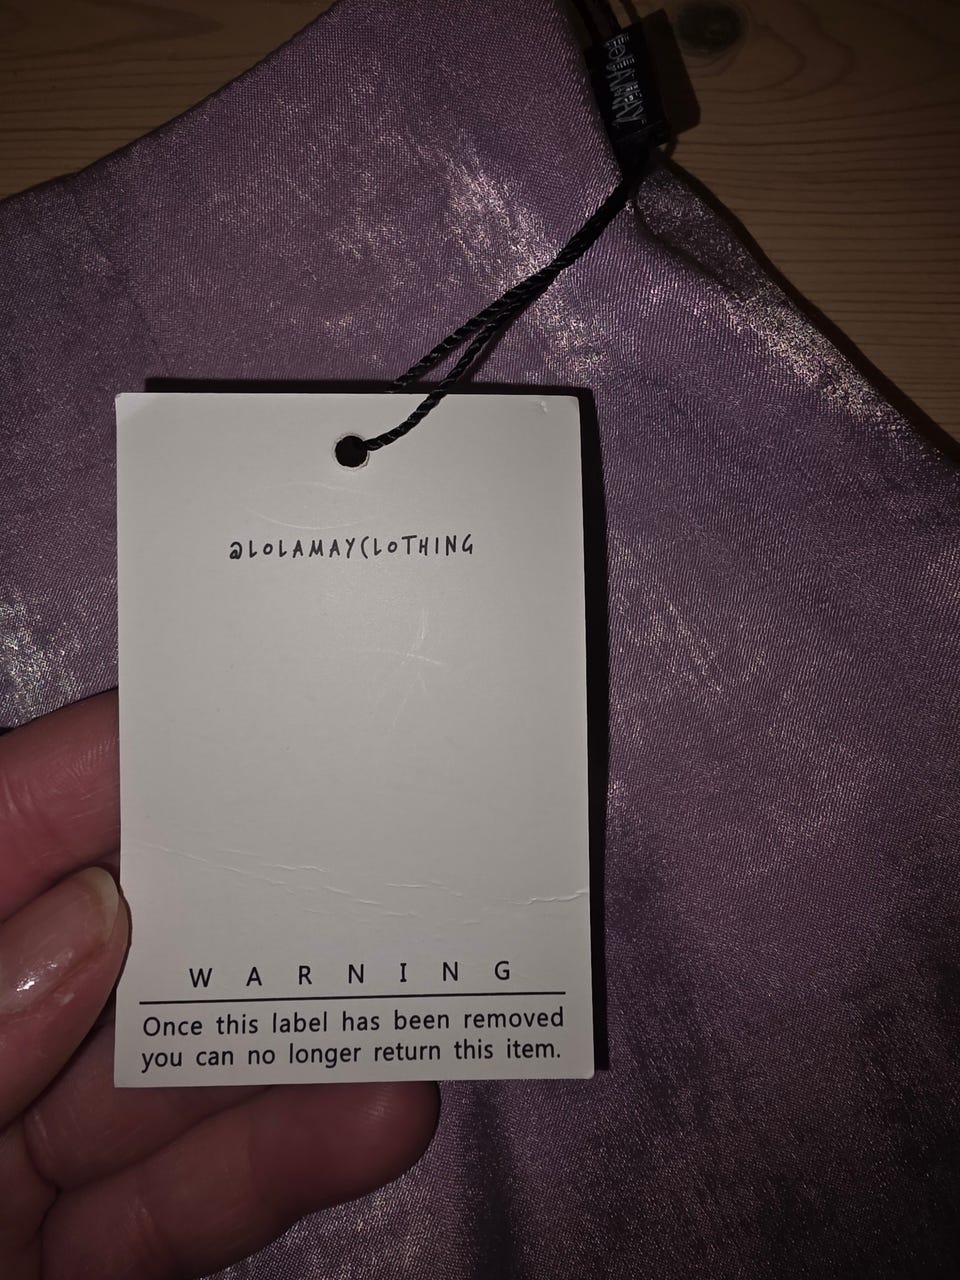 @LOLAMAYCLOTHING
WARNING
Once this label has been removed
you can no longer return this item.